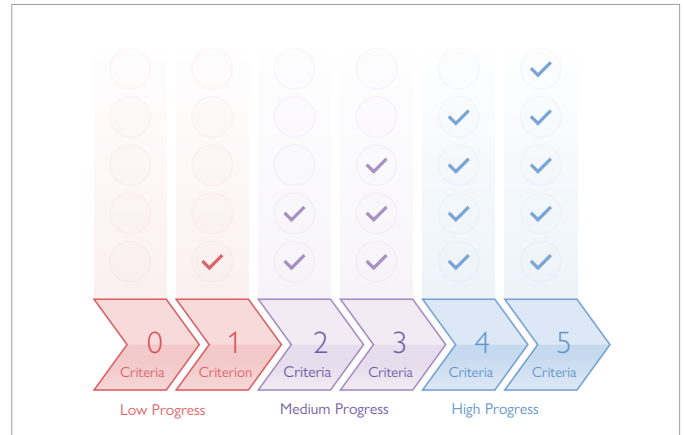 0 1 2 3 4 5
Criteria Criterion Criteria Criteria Criteria Criteria
Low Progress Medium Progress High Progress